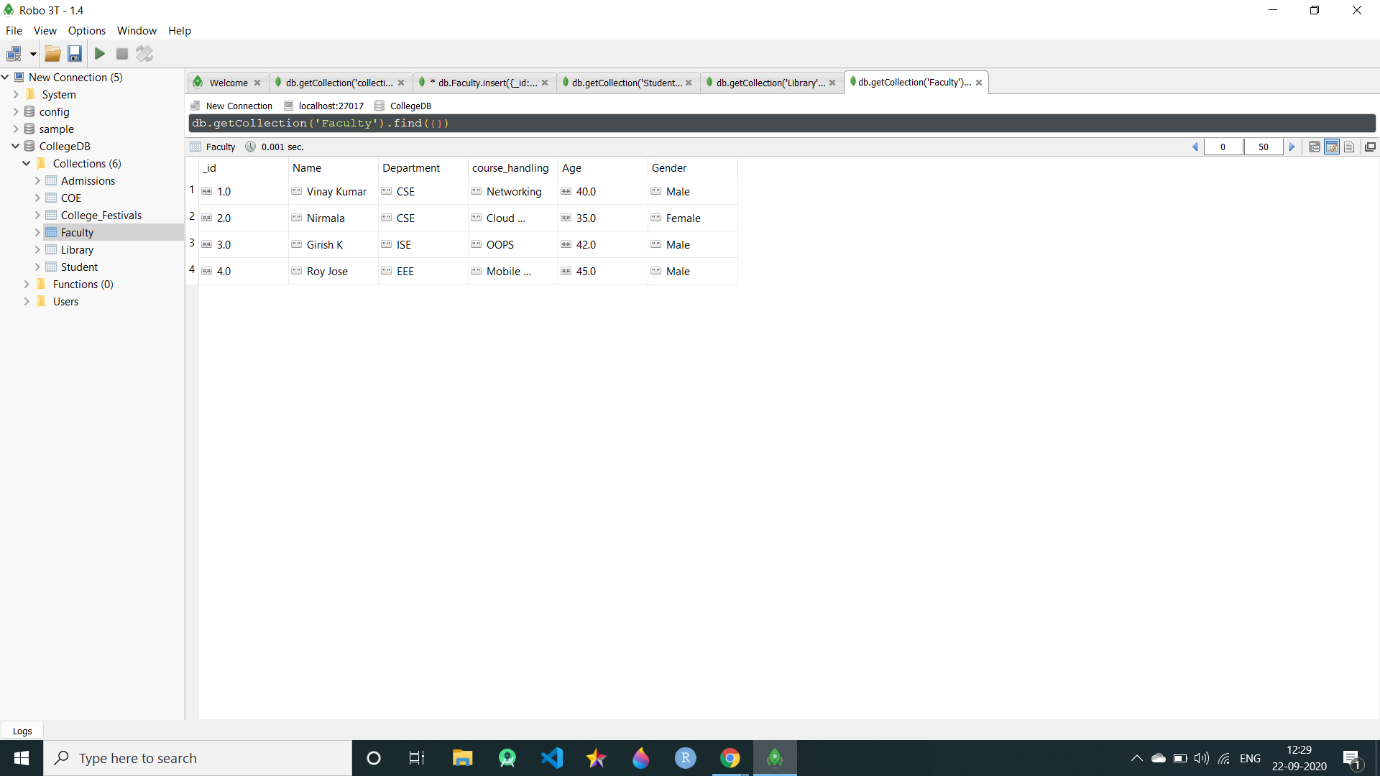 Robo 3T - 1.4
File View Options Window Help
New Connection (5)
System
config
sample
CollegeDB
Collections (6)
Admissions
COE
College_Festivals
Faculty
Library
Student
Functions (0)
Users
Welcome db.getCollection('collecti... * db.Faculty.insert({_id:... db.getCollection('Student... db.getCollection('Library'... db.getCollection('Faculty')...
New Connection localhost:27017 CollegeDB
db.getCollection('Faculty').find({})
Faculty 0.001 sec. 0 50
_id Name Department course_handling Age Gender
1 1.0 Vinay Kumar CSE Networking 40.0 Male
2 2.0 Nirmala CSE Cloud ... 35.0 Female
3 3.0 Girish K ISE OOPS 42.0 Male
4 4.0 Roy Jose EEE Mobile ... 45.0 Male
Logs
Type here to search
R
ENG
12:29
22-09-2020
1